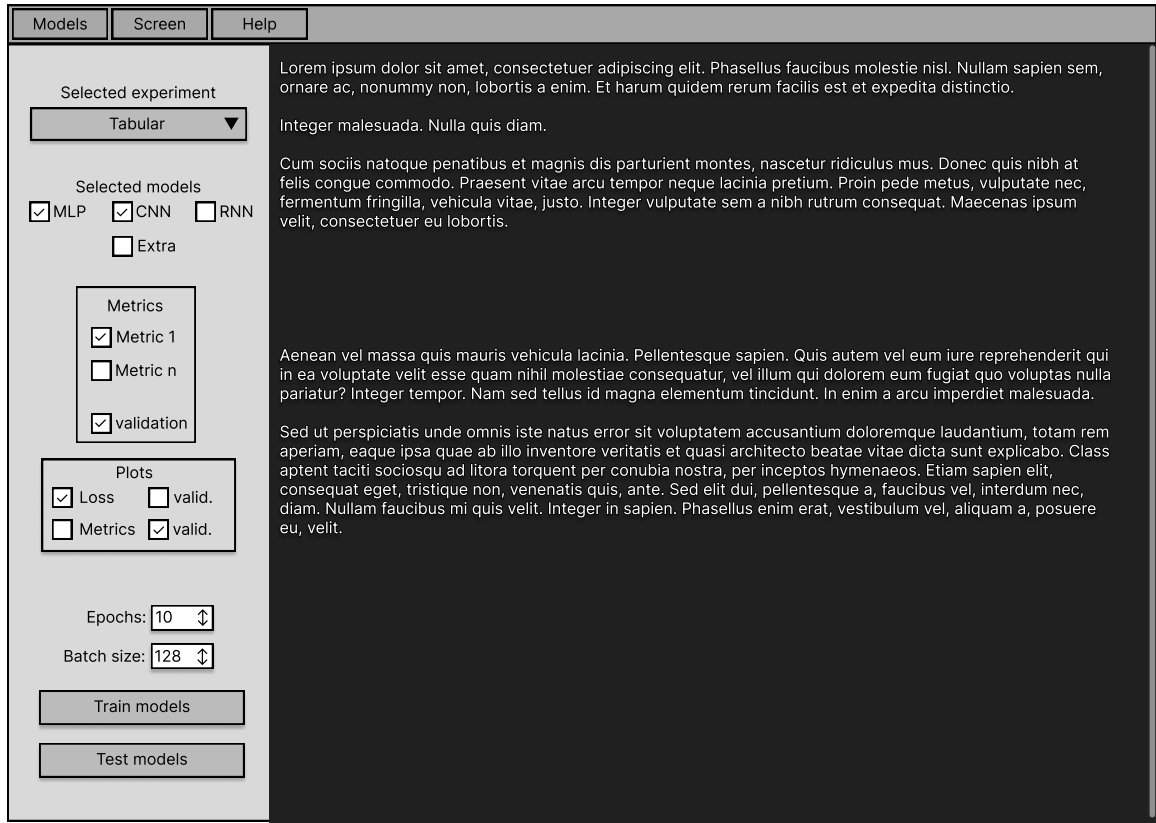 Models Screen Help
Selected experiment
Tabular
Selected models
MLP CNN RNN
Extra
Metrics
Metric 1
Metric n
validation
Plots
Loss valid.
Metrics valid.
Epochs: 10
Batch size: 128
Train models
Test models
Lorem ipsum dolor sit amet, consectetuer adipiscing elit. Phasellus faucibus molestie nisl. Nullam sapien sem,
ornare ac, nonummy non, lobortis a enim. Et harum quidem rerum facilis est et expedita distinctio.
Integer malesuada. Nulla quis diam.
Cum sociis natoque penatibus et magnis dis parturient montes, nascetur ridiculus mus. Donec quis nibh at
felis congue commodo. Praesent vitae arcu tempor neque lacinia pretium. Proin pede metus, vulputate nec,
fermentum fringilla, vehicula vitae, justo. Integer vulputate sem a nibh rutrum consequat. Maecenas ipsum
velit, consectetuer eu lobortis.
Aenean vel massa quis mauris vehicula lacinia. Pellentesque sapien. Quis autem vel eum iure reprehenderit qui
in ea voluptate velit esse quam nihil molestiae consequatur, vel illum qui dolorem eum fugiat quo voluptas nulla
pariatur? Integer tempor. Nam sed tellus id magna elementum tincidunt. In enim a arcu imperdiet malesuada.
Sed ut perspiciatis unde omnis iste natus error sit voluptatem accusantium doloremque laudantium, totam rem
aperiam, eaque ipsa quae ab illo inventore veritatis et quasi architecto beatae vitae dicta sunt explicabo. Class
aptent taciti sociosqu ad litora torquent per conubia nostra, per inceptos hymenaeos. Etiam sapien elit,
consequat eget, tristique non, venenatis quis, ante. Sed elit dui, pellentesque a, faucibus vel, interdum nec,
diam. Nullam faucibus mi quis velit. Integer in sapien. Phasellus enim erat, vestibulum vel, aliquam a, posuere
eu, velit.